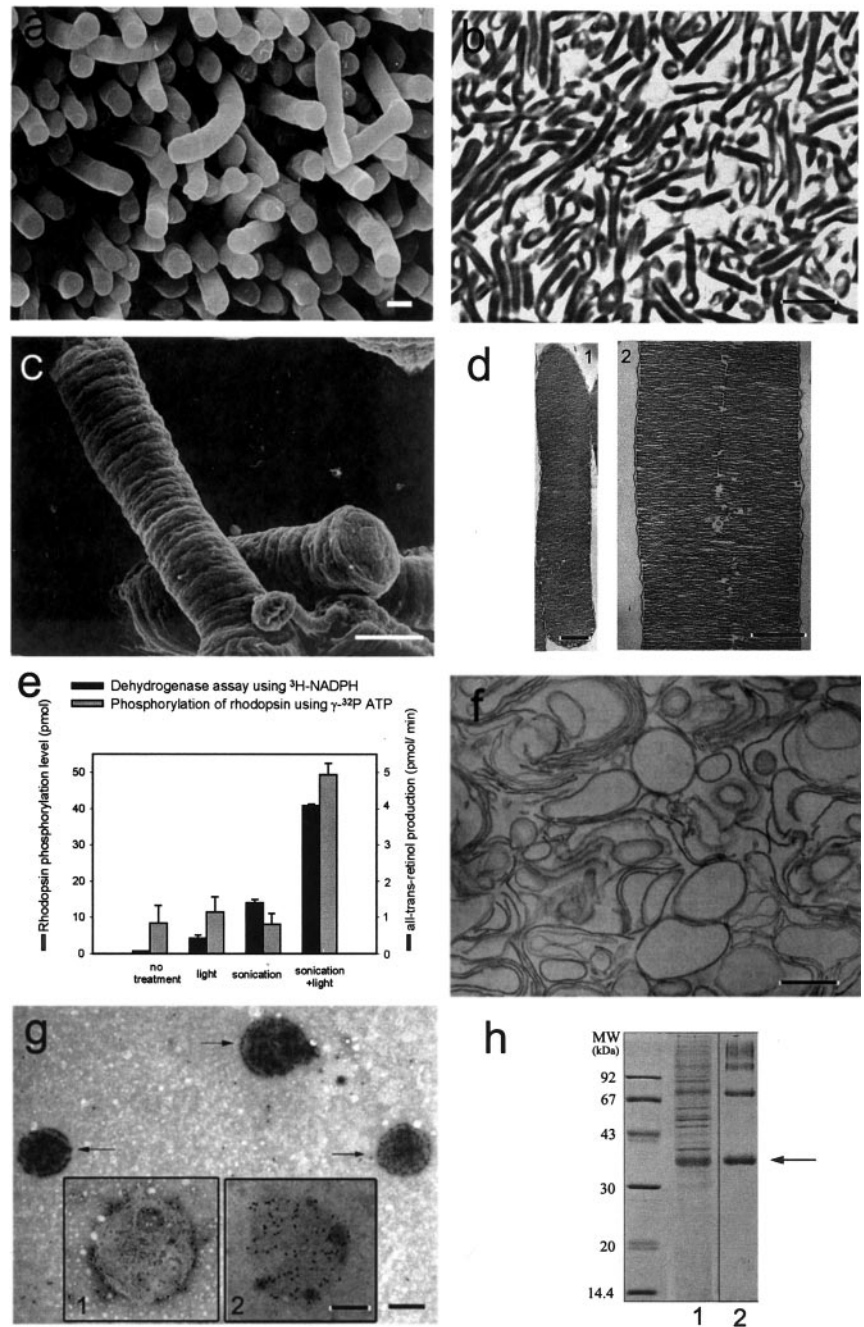 a
b
c
d
1
2
e
Dehydrogenase assay using ³H-NADPH
Phosphorylation of rhodopsin using γ-³²P ATP
Rhodopsin phosphorylation level (pmol)
50
40
30
20
10
0
5
4
3
2
1
0
all-trans-retinol production (pmol/ min)
no treatment
light
sonication
sonication +light
f
g
1
2
h
MW
(kDa)
92
67
43
30
20
14.4
1
2